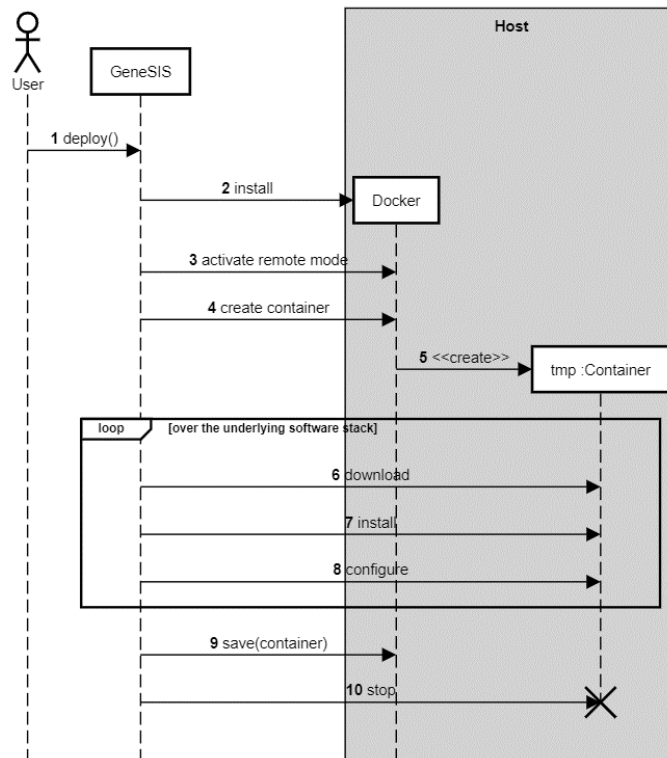 Host
User
GeneSIS
1 deploy()
2 install
Docker
3 activate remote mode
4 create container
5 <<create>>
tmp :Container
loop
[over the underlying software stack]
6 download
7 install
8 configure
9 save(container)
10 stop